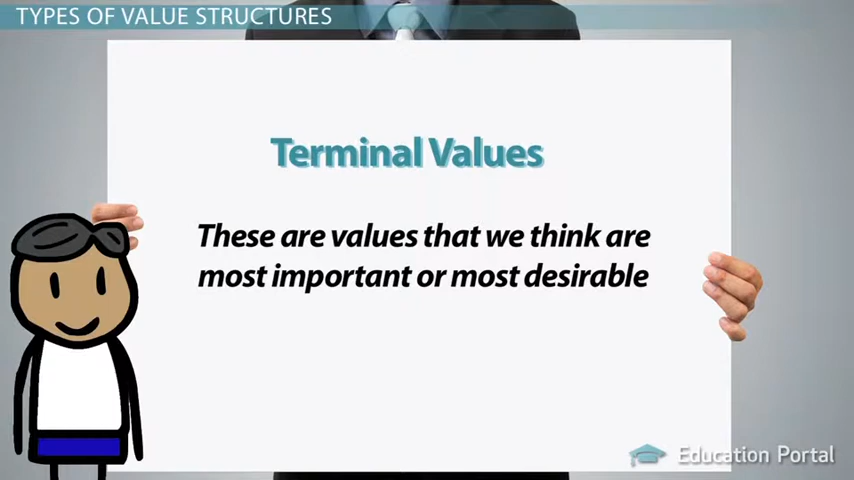 TYPES OF VALUE STRUCTURES
Terminal Values
These are values that we think are
most important or most desirable
Education Portal